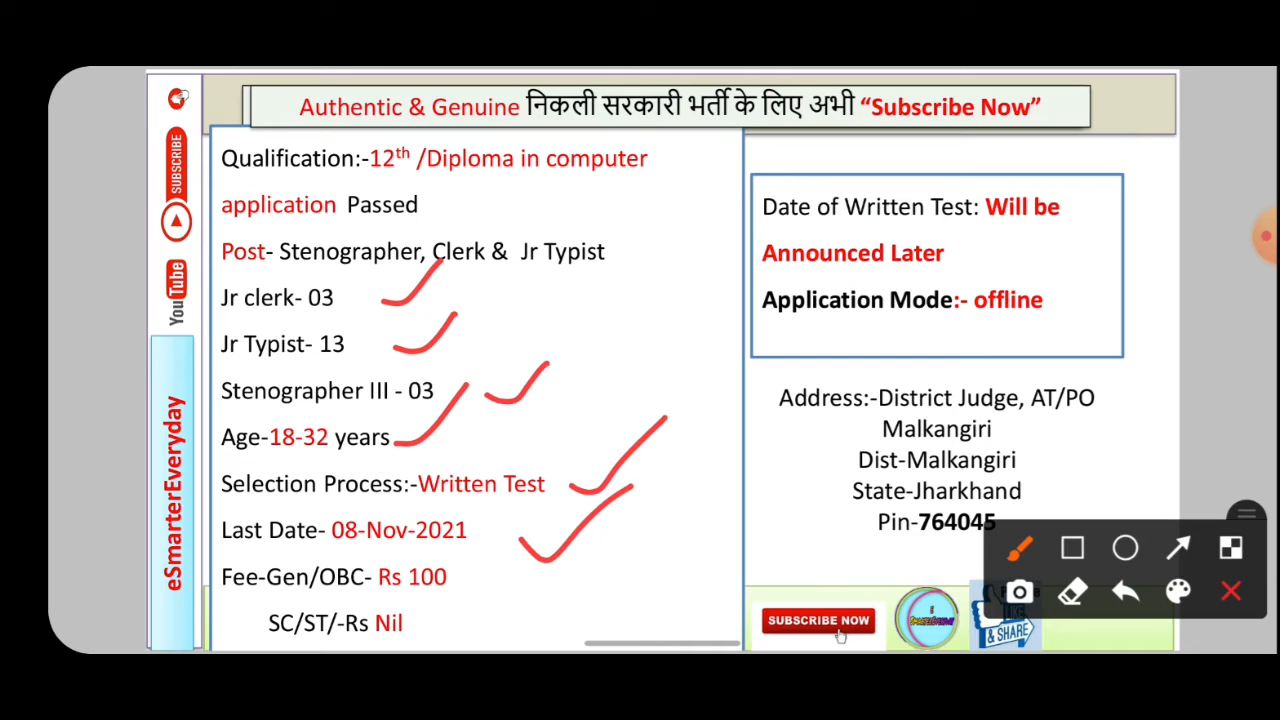 Authentic & Genuine निकली सरकारी भर्ती के लिए अभी “Subscribe Now”
SUBSCRIBE
YouTube
eSmarterEveryday
Qualification:-12th /Diploma in computer
application Passed
Post- Stenographer, Clerk & Jr Typist
Jr clerk- 03
Jr Typist- 13
Stenographer III - 03
Age-18-32 years
Selection Process:-Written Test
Last Date- 08-Nov-2021
Fee-Gen/OBC- Rs 100
SC/ST/-Rs Nil
Date of Written Test: Will be
Announced Later
Application Mode:- offline
Address:-District Judge, AT/PO
Malkangiri
Dist-Malkangiri
State-Jharkhand
Pin-764045
SUBSCRIBE NOW
& SHARE